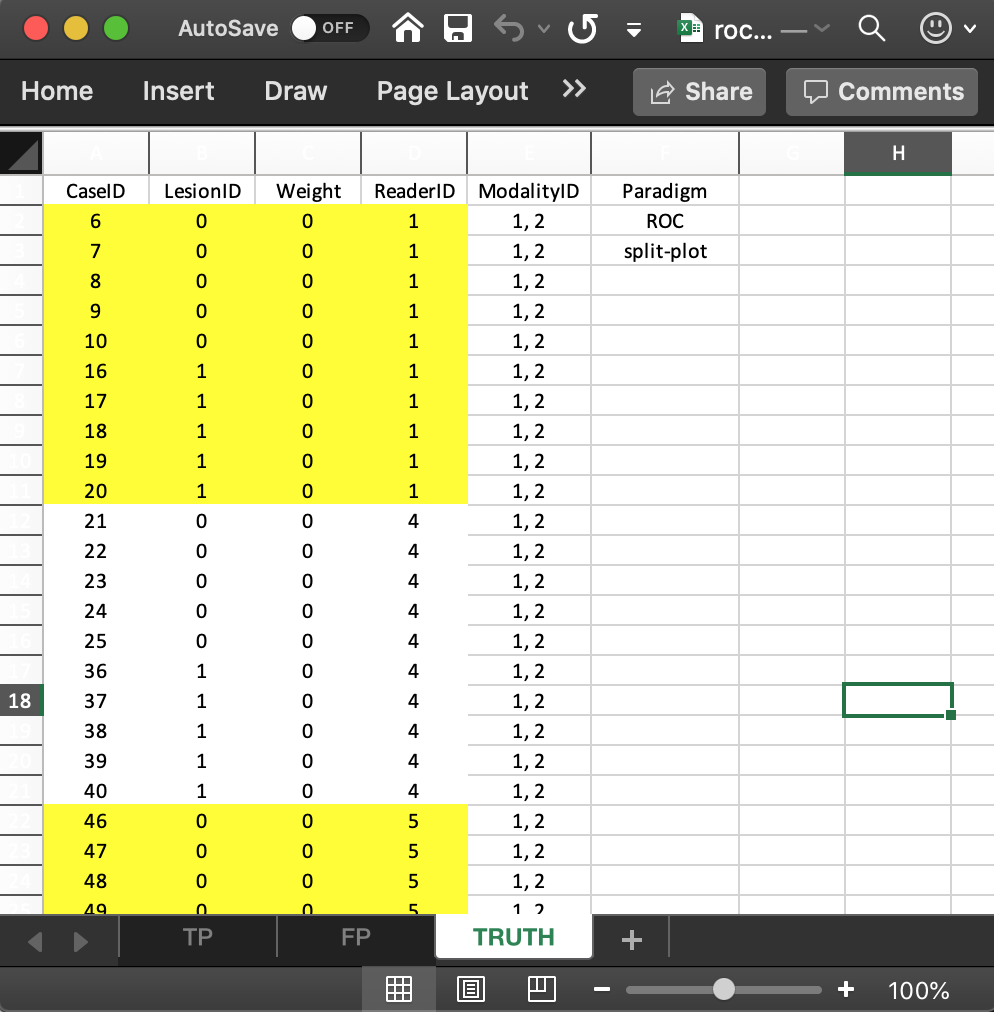 AutoSave OFF roc... —
Home Insert Draw Page Layout >> Share Comments
A B C D E F G H
1 CaseID LesionID Weight ReaderID ModalityID Paradigm
2 6 0 0 1 1, 2 ROC
3 7 0 0 1 1, 2 split-plot
4 8 0 0 1 1, 2
5 9 0 0 1 1, 2
6 10 0 0 1 1, 2
7 16 1 0 1 1, 2
8 17 1 0 1 1, 2
9 18 1 0 1 1, 2
10 19 1 0 1 1, 2
11 20 1 0 1 1, 2
12 21 0 0 4 1, 2
13 22 0 0 4 1, 2
14 23 0 0 4 1, 2
15 24 0 0 4 1, 2
16 25 0 0 4 1, 2
17 36 1 0 4 1, 2
18 37 1 0 4 1, 2
19 38 1 0 4 1, 2
20 39 1 0 4 1, 2
21 40 1 0 4 1, 2
22 46 0 0 5 1, 2
23 47 0 0 5 1, 2
24 48 0 0 5 1, 2
25 49 0 0 5 1, 2
TP FP TRUTH +
100%